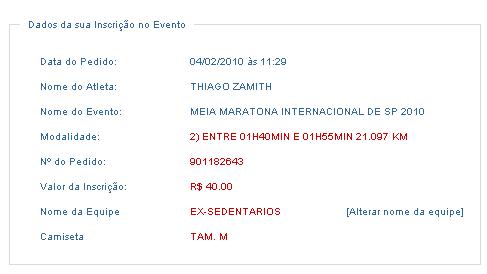 Dados da sua Inscrição no Evento
Data do Pedido: 04/02/2010 às 11:29
Nome do Atleta: THIAGO ZAMITH
Nome do Evento: MEIA MARATONA INTERNACIONAL DE SP 2010
Modalidade: 2) ENTRE 01H40MIN E 01H55MIN 21.097 KM
Nº do Pedido: 901182643
Valor da Inscrição: R$ 40.00
Nome da Equipe EX-SEDENTARIOS [Alterar nome da equipe]
Camiseta TAM. M